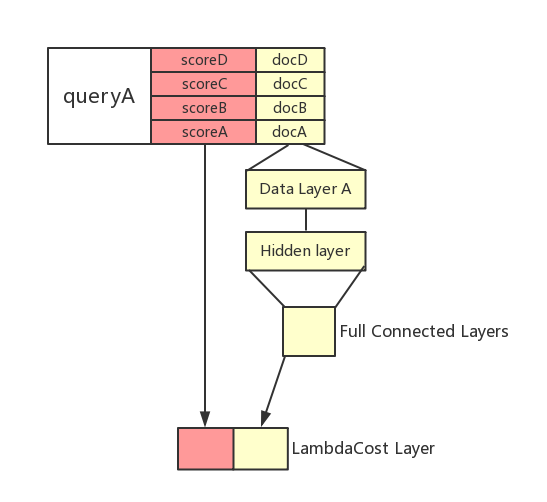 scoreD docD
scoreC docC
queryA
scoreB docB
scoreA docA
Data Layer A
Hidden layer
Full Connected Layers
LambdaCost Layer